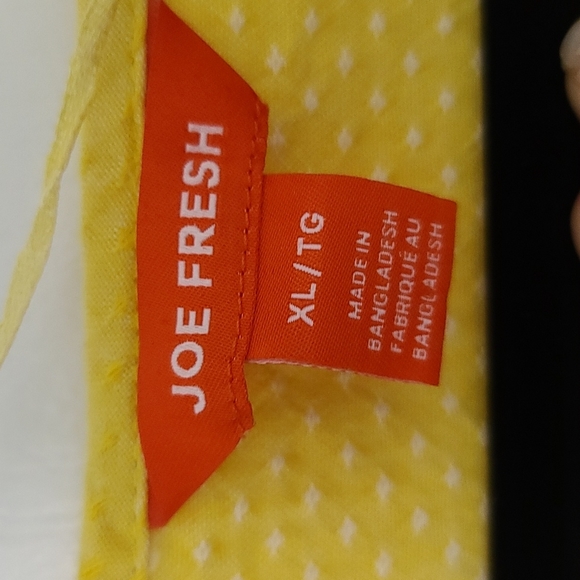 JOE FRESH
XL/TG
MADE IN
BANGLADESH
FABRIQUÉ AU
BANGLADESH